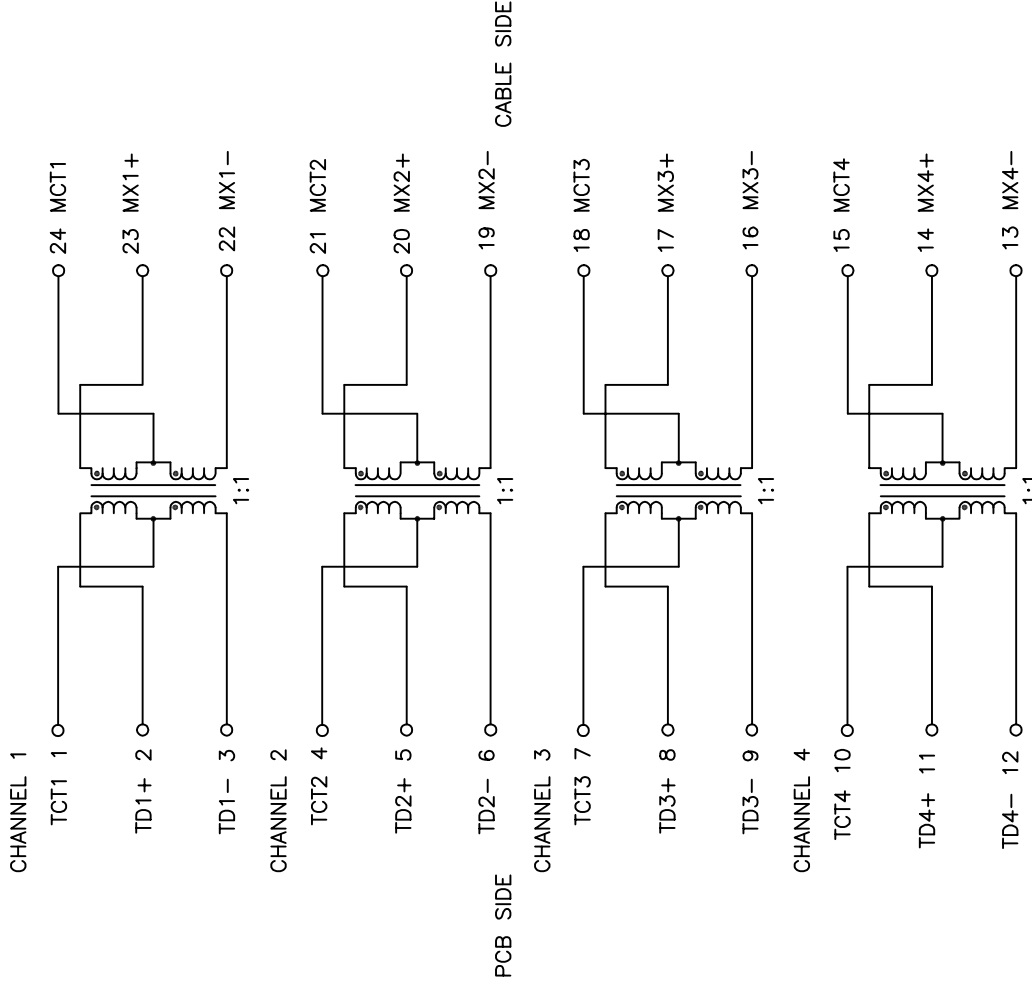 CHANNEL 1
TCT1 1
TD1+ 2
TD1- 3
24 MCT1
23 MX1+
22 MX1-
1:1
CHANNEL 2
TCT2 4
TD2+ 5
TD2- 6
21 MCT2
20 MX2+
19 MX2-
1:1
PCB SIDE
CABLE SIDE
CHANNEL 3
TCT3 7
TD3+ 8
TD3- 9
18 MCT3
17 MX3+
16 MX3-
1:1
CHANNEL 4
TCT4 10
TD4+ 11
TD4- 12
15 MCT4
14 MX4+
13 MX4-
1:1